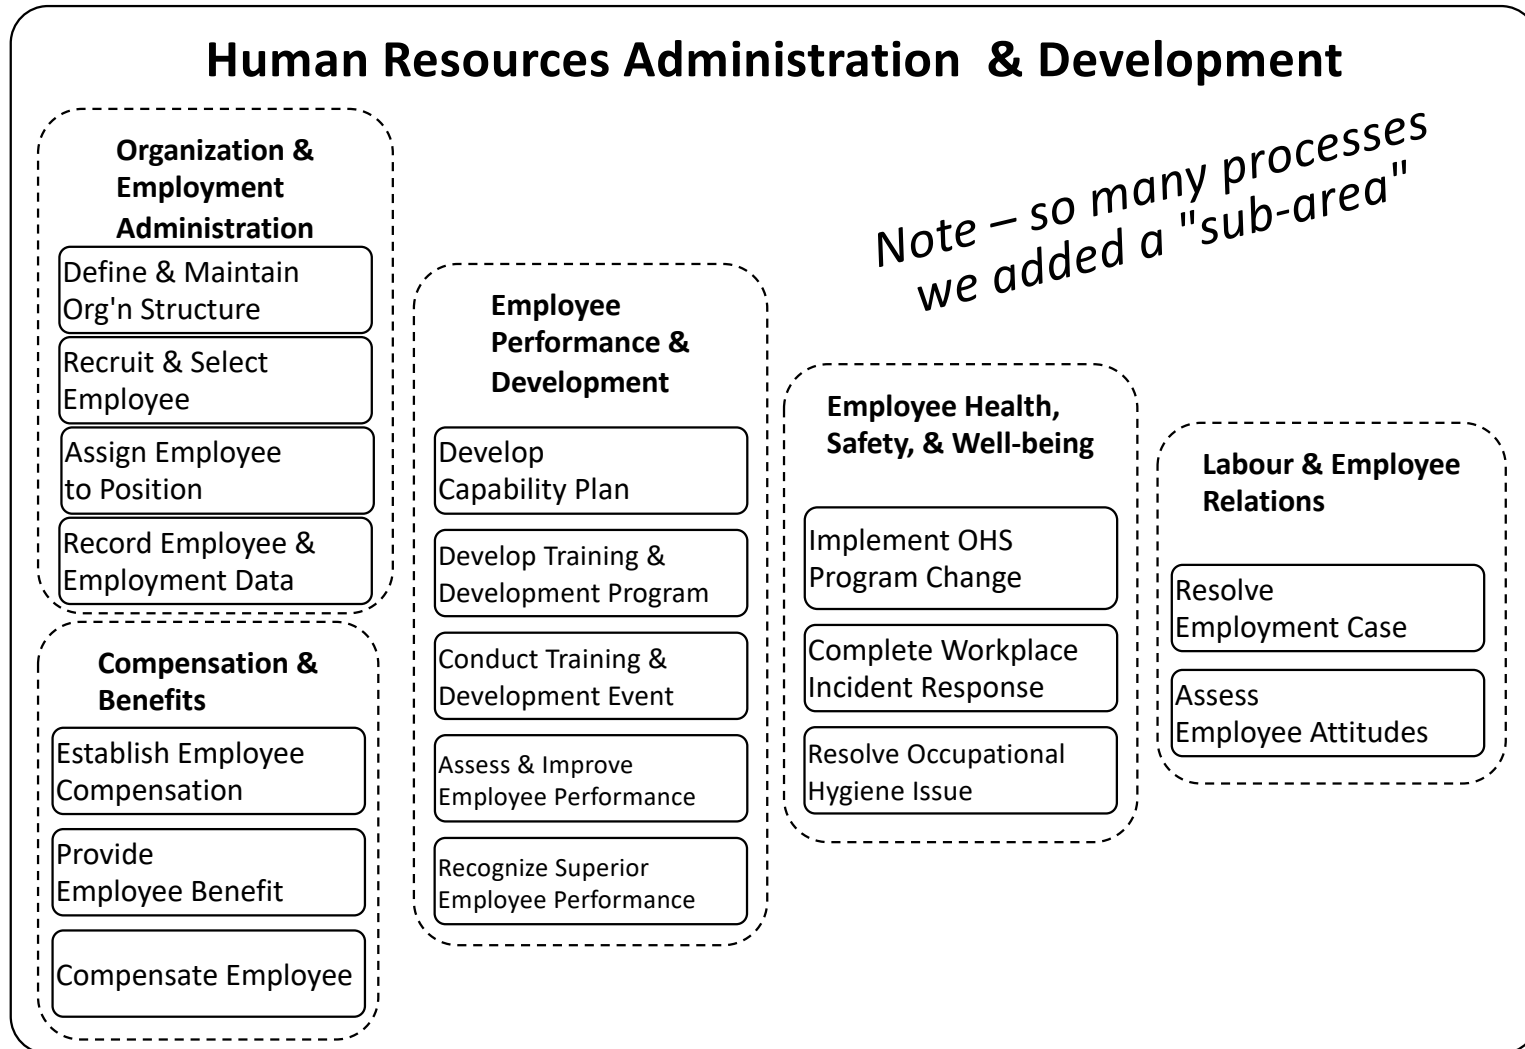 Human Resources Administration & Development
Note – so many processes
we added a "sub-area"
Organization &
Employment
Administration
Define & Maintain
Org'n Structure
Recruit & Select
Employee
Assign Employee
to Position
Record Employee &
Employment Data
Compensation &
Benefits
Establish Employee
Compensation
Provide
Employee Benefit
Compensate Employee
Employee
Performance &
Development
Develop
Capability Plan
Develop Training &
Development Program
Conduct Training &
Development Event
Assess & Improve
Employee Performance
Recognize Superior
Employee Performance
Employee Health,
Safety, & Well-being
Implement OHS
Program Change
Complete Workplace
Incident Response
Resolve Occupational
Hygiene Issue
Labour & Employee
Relations
Resolve
Employment Case
Assess
Employee Attitudes